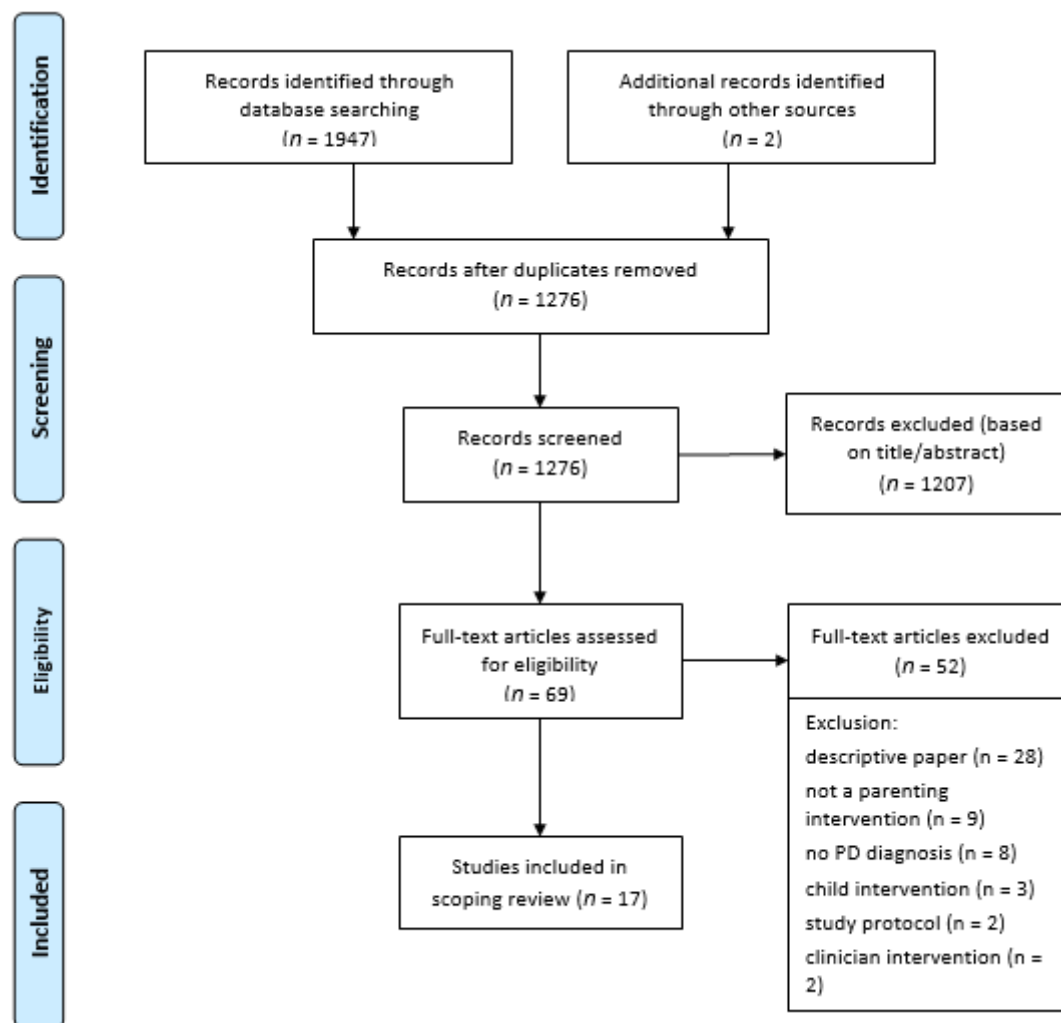 Identification
Records identified through
database searching
(n = 1947)
Additional records identified
through other sources
(n = 2)
Records after duplicates removed
(n = 1276)
Screening
Records screened
(n = 1276)
Records excluded (based
on title/abstract)
(n = 1207)
Eligibility
Full-text articles assessed
for eligibility
(n = 69)
Full-text articles excluded
(n = 52)
Exclusion:
descriptive paper (n = 28)
not a parenting
intervention (n = 9)
no PD diagnosis (n = 8)
child intervention (n = 3)
study protocol (n = 2)
clinician intervention (n =
2)
Included
Studies included in
scoping review (n = 17)